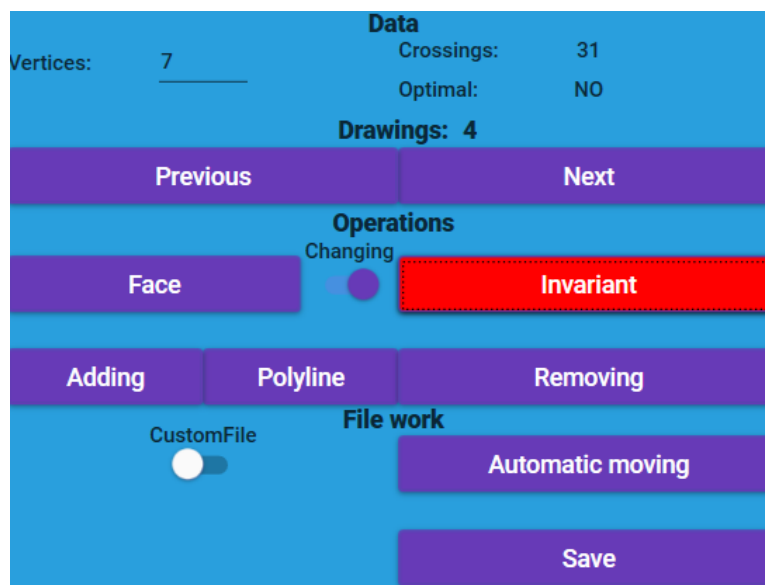 Data
Vertices: 7
Crossings: 31
Optimal: NO
Drawings: 4
Previous Next
Operations
Changing
Face Invariant
Adding Polyline Removing
File work
CustomFile
Automatic moving
Save